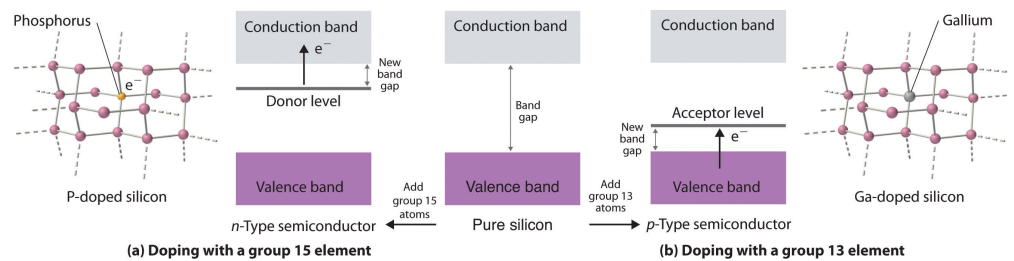 Phosphorus
e⁻
P-doped silicon
Conduction band
e⁻
New
band
gap
Donor level
Valence band
n-Type semiconductor
Add
group 15
atoms
(a) Doping with a group 15 element
Conduction band
Band
gap
Valence band
Pure silicon
Add
group 13
atoms
Conduction band
Acceptor level
New
band
gap
e⁻
Valence band
p-Type semiconductor
Gallium
Ga-doped silicon
(b) Doping with a group 13 element